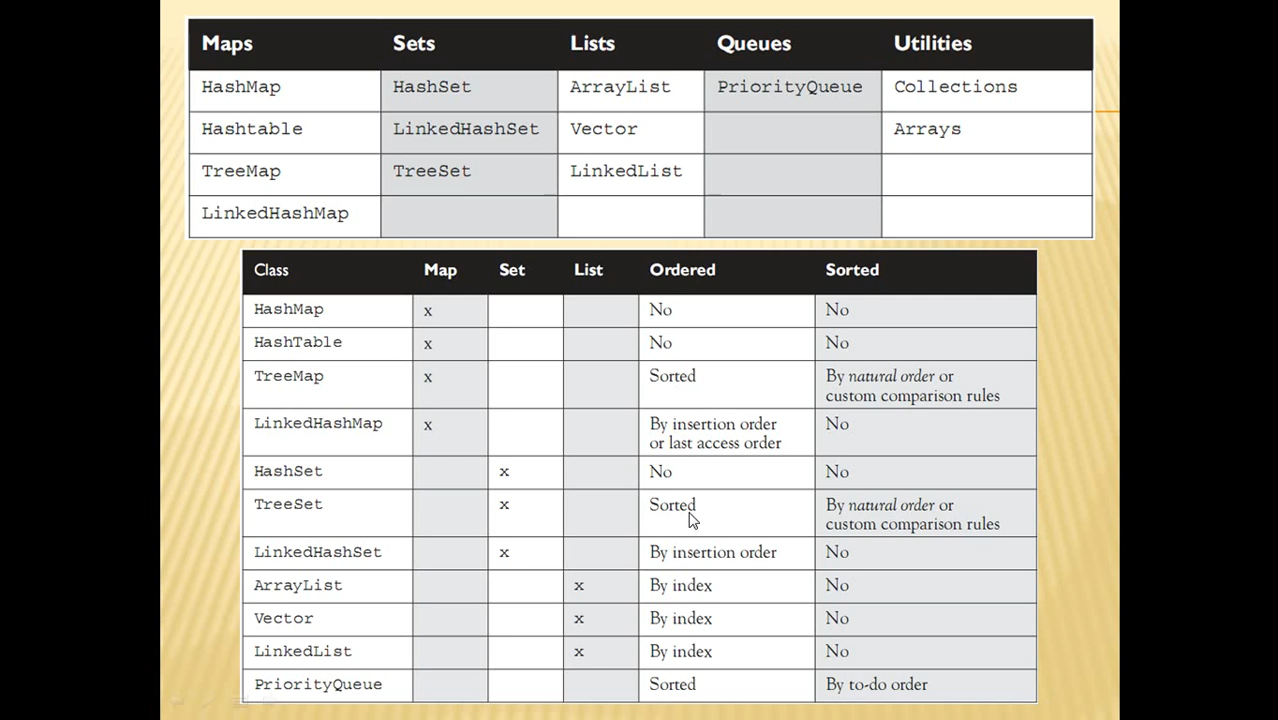 Maps Sets Lists Queues Utilities
HashMap HashSet ArrayList PriorityQueue Collections
Hashtable LinkedHashSet Vector Arrays
TreeMap TreeSet LinkedList
LinkedHashMap
Class Map Set List Ordered Sorted
HashMap x No No
HashTable x No No
TreeMap x Sorted By natural order or
custom comparison rules
LinkedHashMap x By insertion order No
or last access order
HashSet x No No
TreeSet x Sorted By natural order or
custom comparison rules
LinkedHashSet x By insertion order No
ArrayList x By index No
Vector x By index No
LinkedList x By index No
PriorityQueue Sorted By to-do order